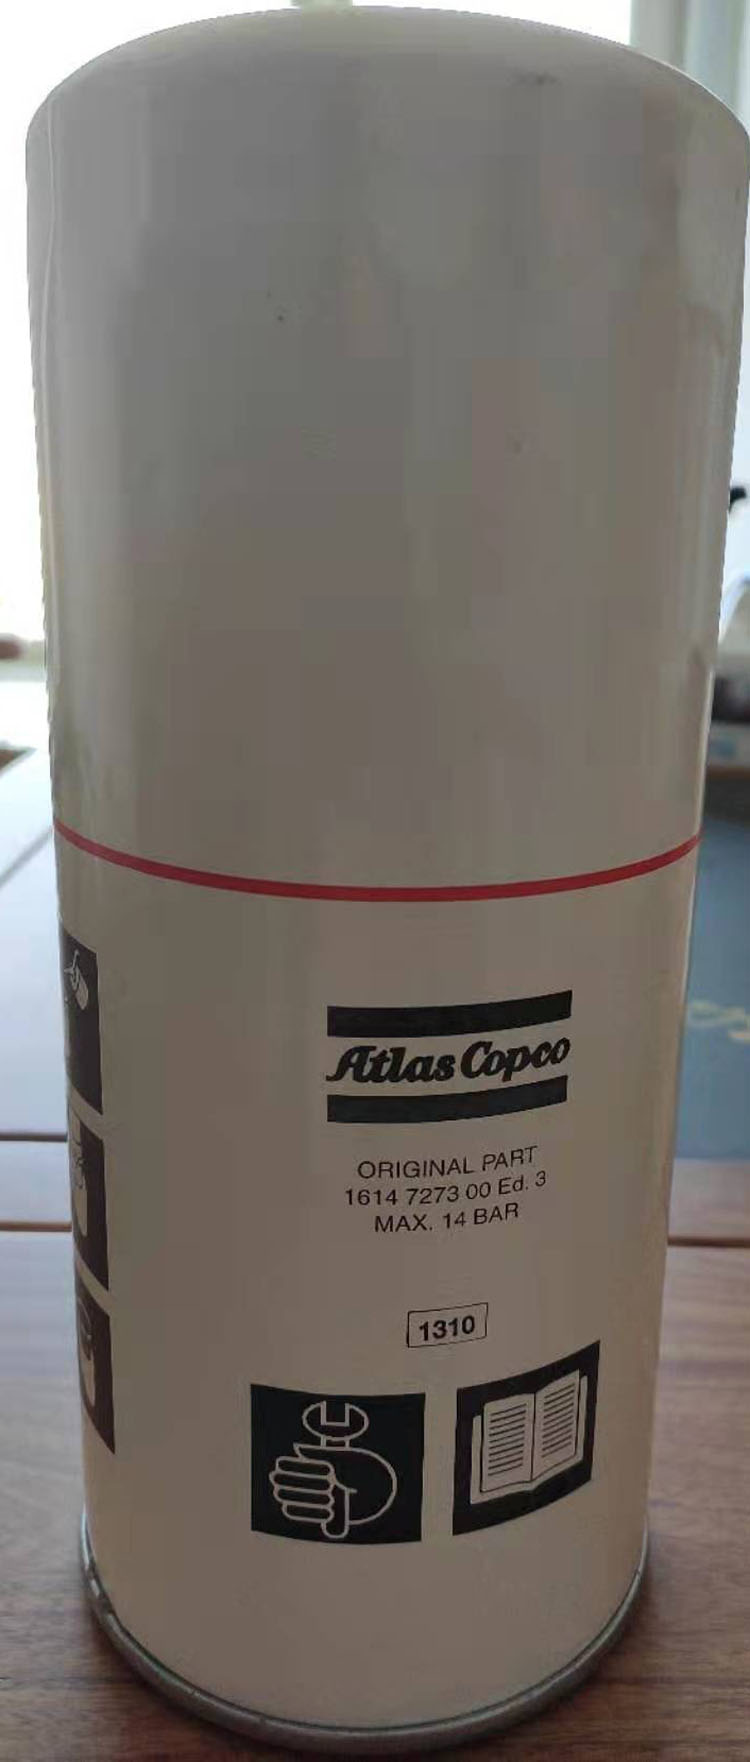 Atlas Copco
ORIGINAL PART
1614 7273 00 Ed. 3
MAX. 14 BAR
1310